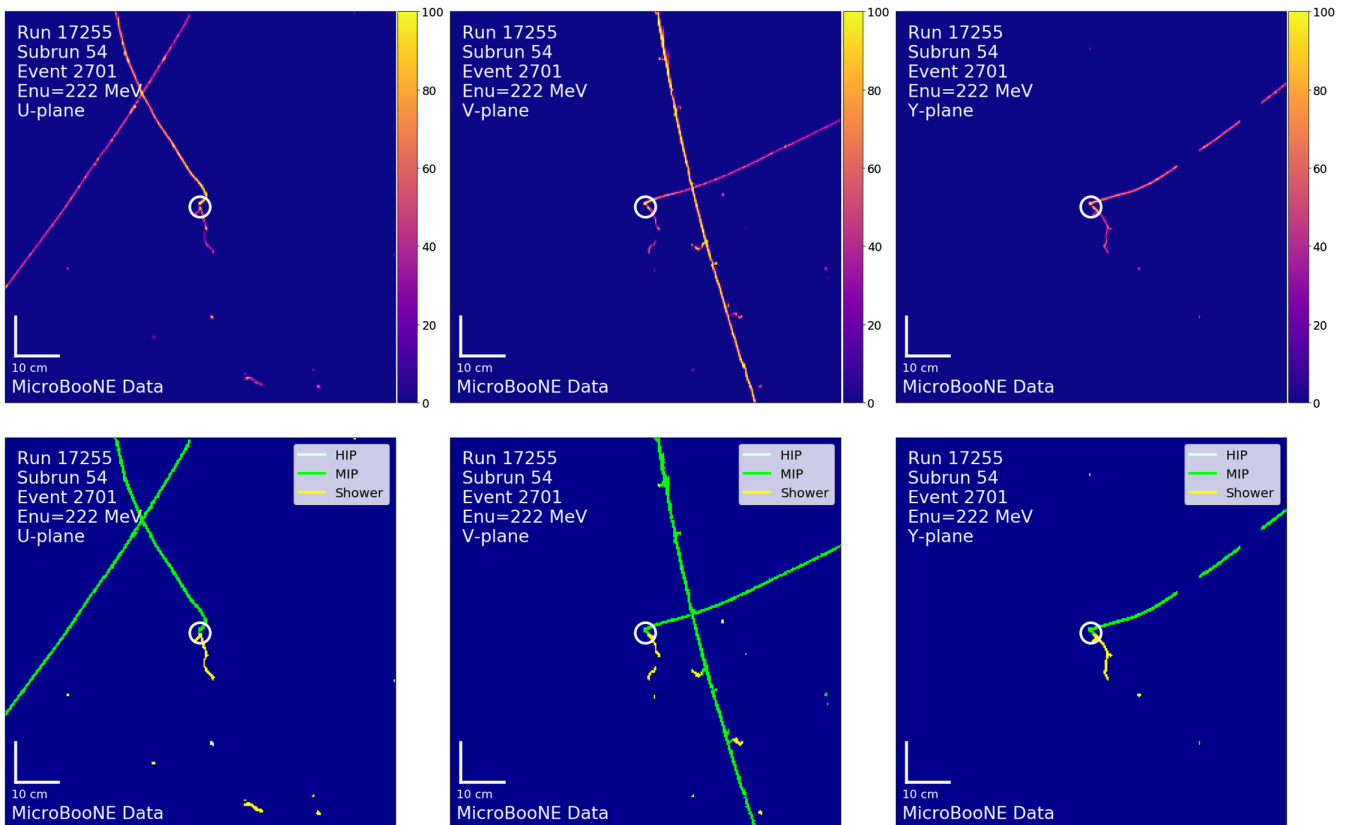 Run 17255
Subrun 54
Event 2701
Enu=222 MeV
U-plane
10 cm
MicroBooNE Data
100
80
60
40
20
0
Run 17255
Subrun 54
Event 2701
Enu=222 MeV
V-plane
10 cm
MicroBooNE Data
100
80
60
40
20
0
Run 17255
Subrun 54
Event 2701
Enu=222 MeV
Y-plane
10 cm
MicroBooNE Data
100
80
60
40
20
0
Run 17255
Subrun 54
Event 2701
Enu=222 MeV
U-plane
HIP
MIP
Shower
10 cm
MicroBooNE Data
Run 17255
Subrun 54
Event 2701
Enu=222 MeV
V-plane
HIP
MIP
Shower
10 cm
MicroBooNE Data
Run 17255
Subrun 54
Event 2701
Enu=222 MeV
Y-plane
HIP
MIP
Shower
10 cm
MicroBooNE Data